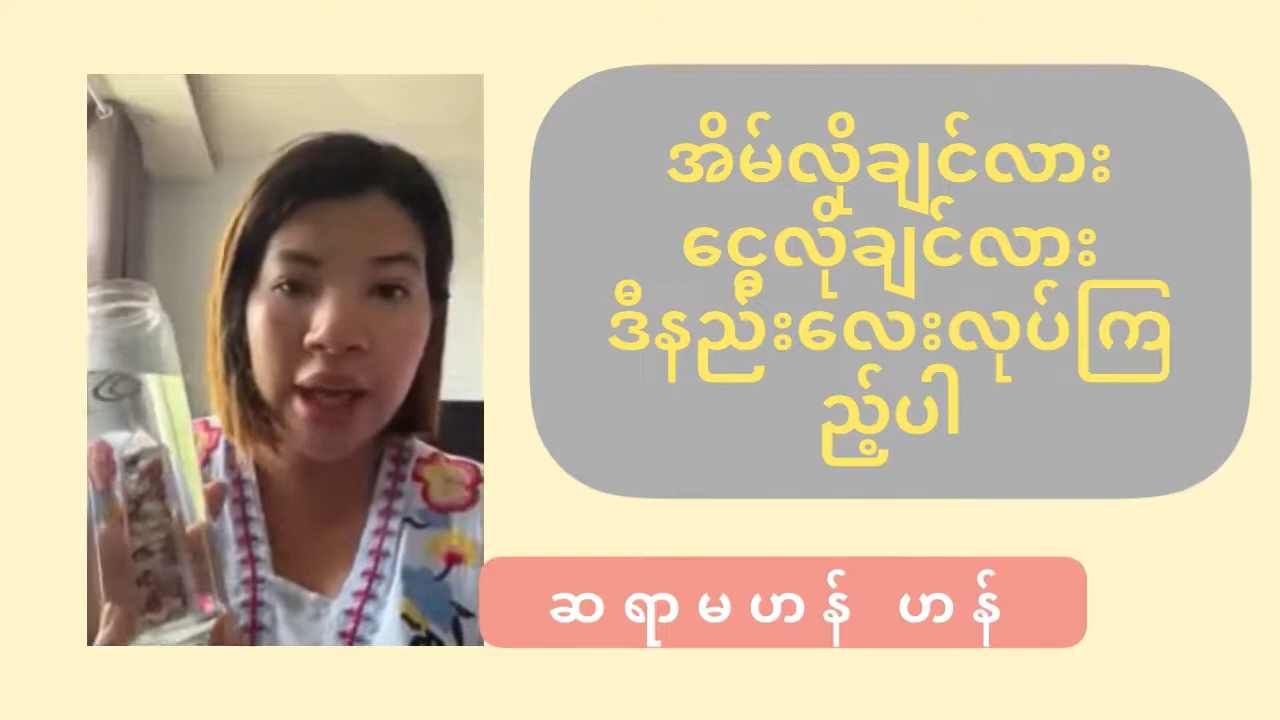 အိမ်လိုချင်လား
ငွေလိုချင်လား
ဒီနည်းလေးလုပ်ကြ
ည့်ပါ
ဆရာမဟန် ဟန်